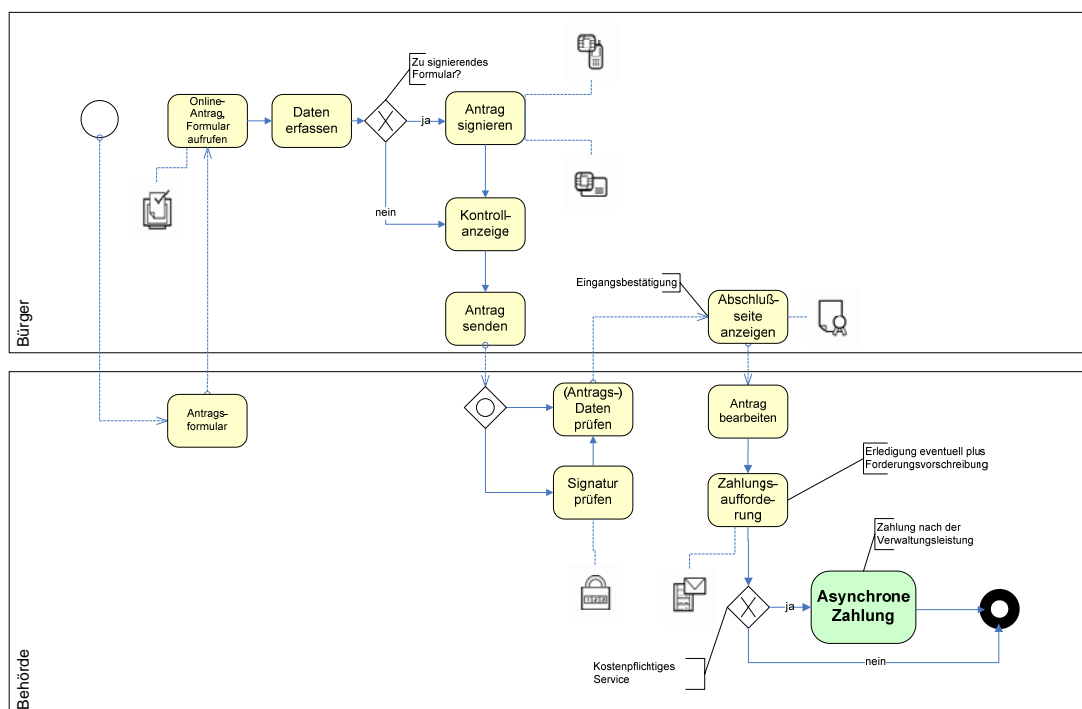 Zu signierendes
Formular?
Online-
Antrag,
Formular
aufrufen
Daten
erfassen
ja
Antrag
signieren
nein
Kontroll-
anzeige
Antrag
senden
Eingangsbestätigung
Abschluß-
seite
anzeigen
Bürger
Antrags-
formular
(Antrags-)
Daten
prüfen
Antrag
bearbeiten
Signatur
prüfen
Zahlungs-
aufforde-
rung
Erledigung eventuell plus
Forderungsvorschreibung
Zahlung nach der
Verwaltungsleistung
Asynchrone
Zahlung
ja
nein
Kostenpflichtiges
Service
Behörde